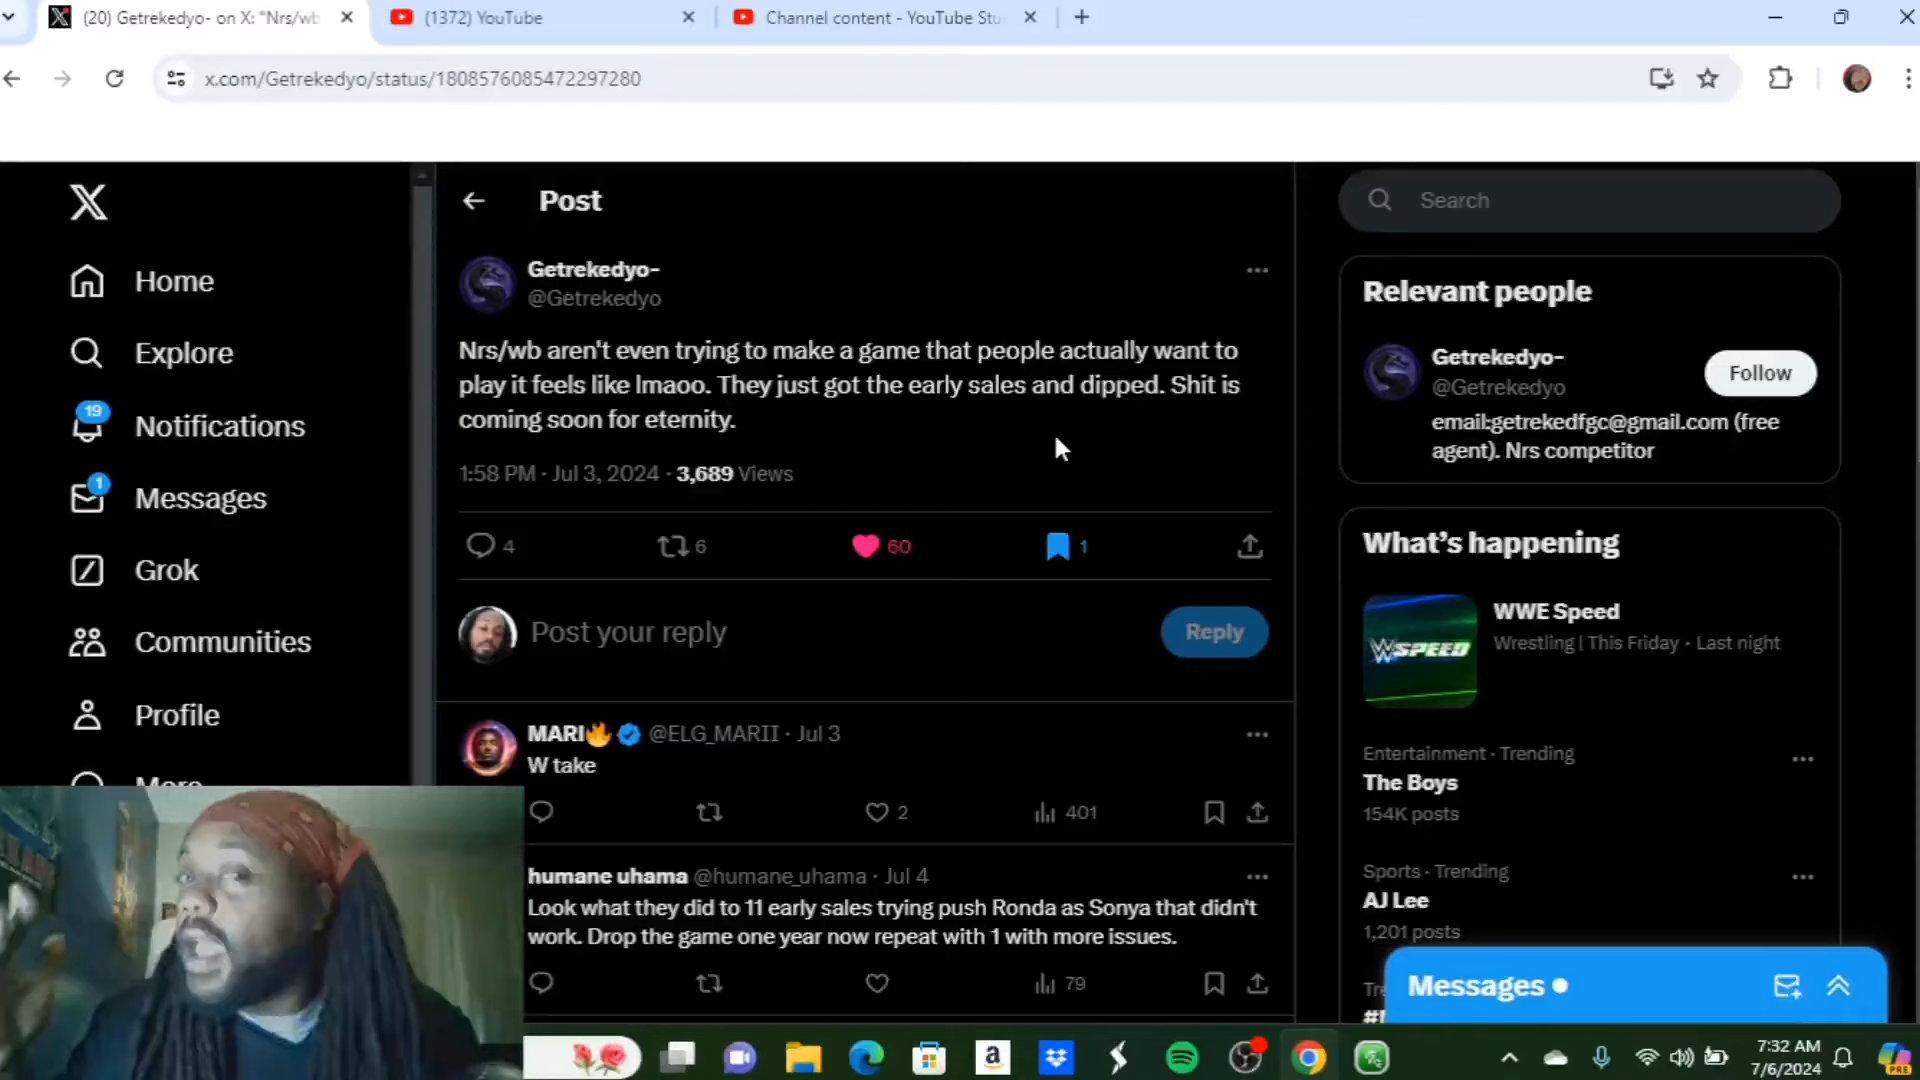 (20) Getrekedyo- on X: "Nrs/wb
(1372) YouTube
Channel content - YouTube Stu
x.com/Getrekedyo/status/1808576085472297280
Home
Explore
19
Notifications
1
Messages
Grok
Communities
Profile
More
Post
Getrekedyo-
@Getrekedyo
Nrs/wb aren't even trying to make a game that people actually want to
play it feels like lmaoo. They just got the early sales and dipped. Shit is
coming soon for eternity.
1:58 PM · Jul 3, 2024 · 3,689 Views
4 6 60 1
Post your reply
Reply
MARI🔥 @ELG_MARII · Jul 3
W take
2 401
humane uhama @humane_uhama · Jul 4
Look what they did to 11 early sales trying push Ronda as Sonya that didn't
work. Drop the game one year now repeat with 1 with more issues.
79
Search
Relevant people
Getrekedyo-
@Getrekedyo
Follow
email:getrekedfgc@gmail.com (free
agent). Nrs competitor
What's happening
WSPEED
WWE Speed
Wrestling | This Friday · Last night
Entertainment · Trending
The Boys
154K posts
Sports · Trending
AJ Lee
1,201 posts
Messages
7:32 AM
7/6/2024
PRE